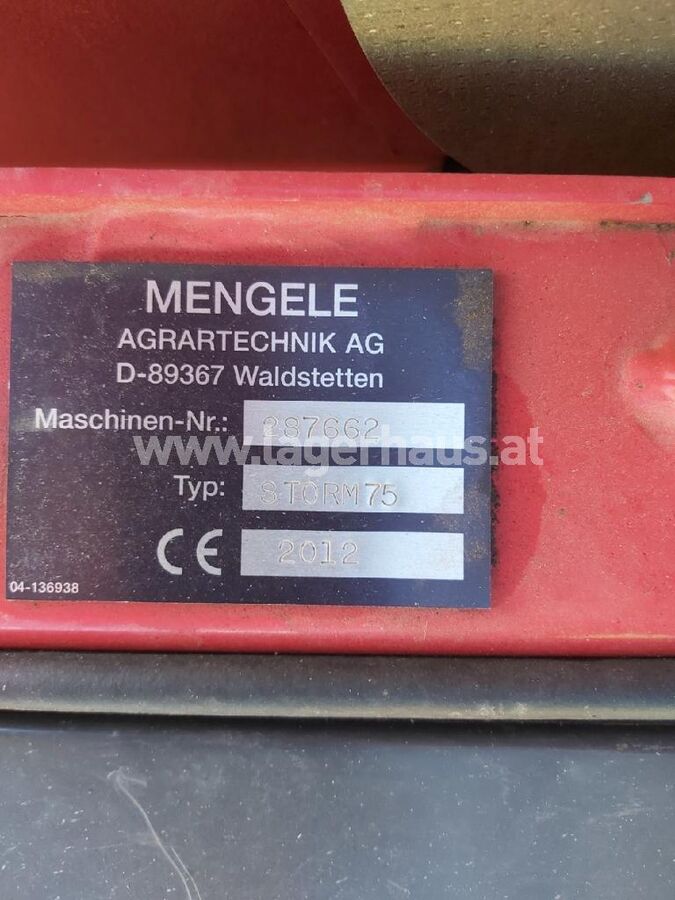 MENGELE
AGRARTECHNIK AG
D-89367 Waldstetten
Maschinen-Nr.: 287662
www.lagerhaus.at
Typ: STORM75
CE 2012
04-136938